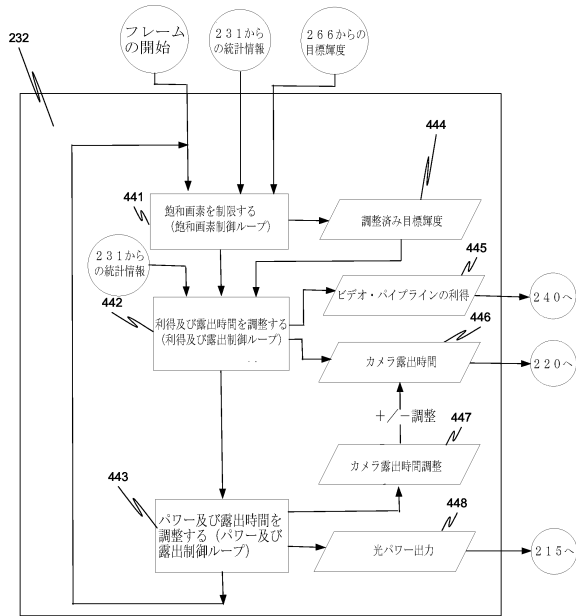 フレーム
の開始
231から
の統計情報
266からの
目標輝度
232
444
441
飽和画素を制限する
（飽和画素制御ループ）
調整済み目標輝度
231から
の統計情報
445
442
利得及び露出時間を調整する
（利得及び露出制御ループ）
ビデオ・パイプラインの利得
240へ
446
カメラ露出時間
220へ
＋／－調整
447
カメラ露出時間調整
443
パワー及び露出時間を
調整する（パワー及び
露出制御ループ）
448
光パワー出力
215へ